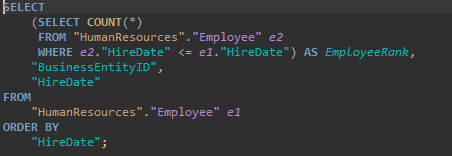 SELECT
    (SELECT COUNT(*)
     FROM "HumanResources"."Employee" e2
     WHERE e2."HireDate" <= e1."HireDate") AS EmployeeRank,
    "BusinessEntityID",
    "HireDate"
FROM
    "HumanResources"."Employee" e1
ORDER BY
    "HireDate";